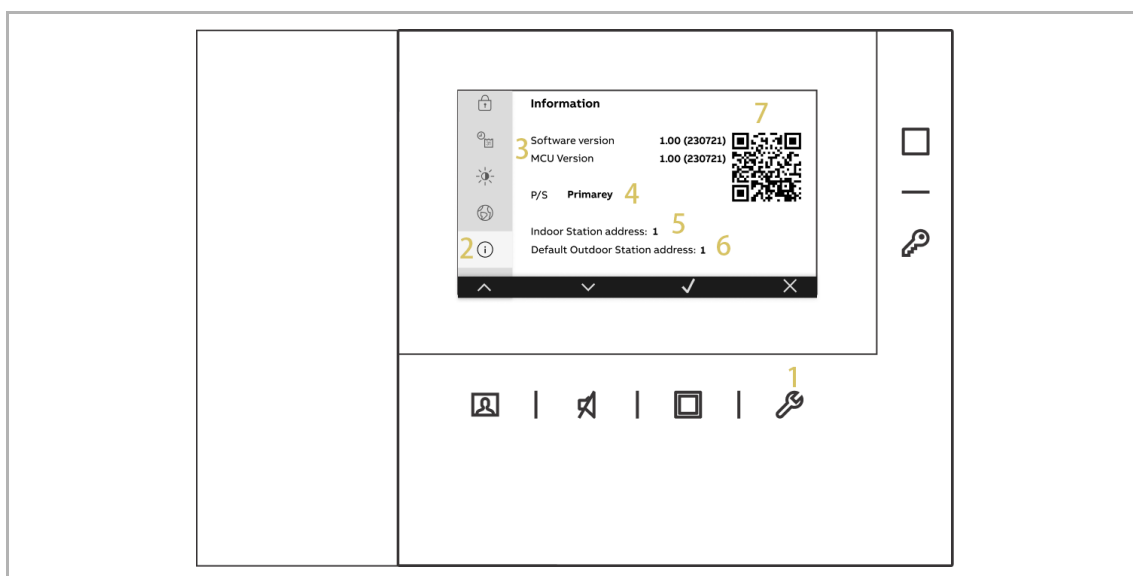 Information
7
3
Software version 1.00 (230721)
MCU Version 1.00 (230721)
P/S Primarey 4
Indoor Station address: 1 5
2 Default Outdoor Station address: 1 6
1